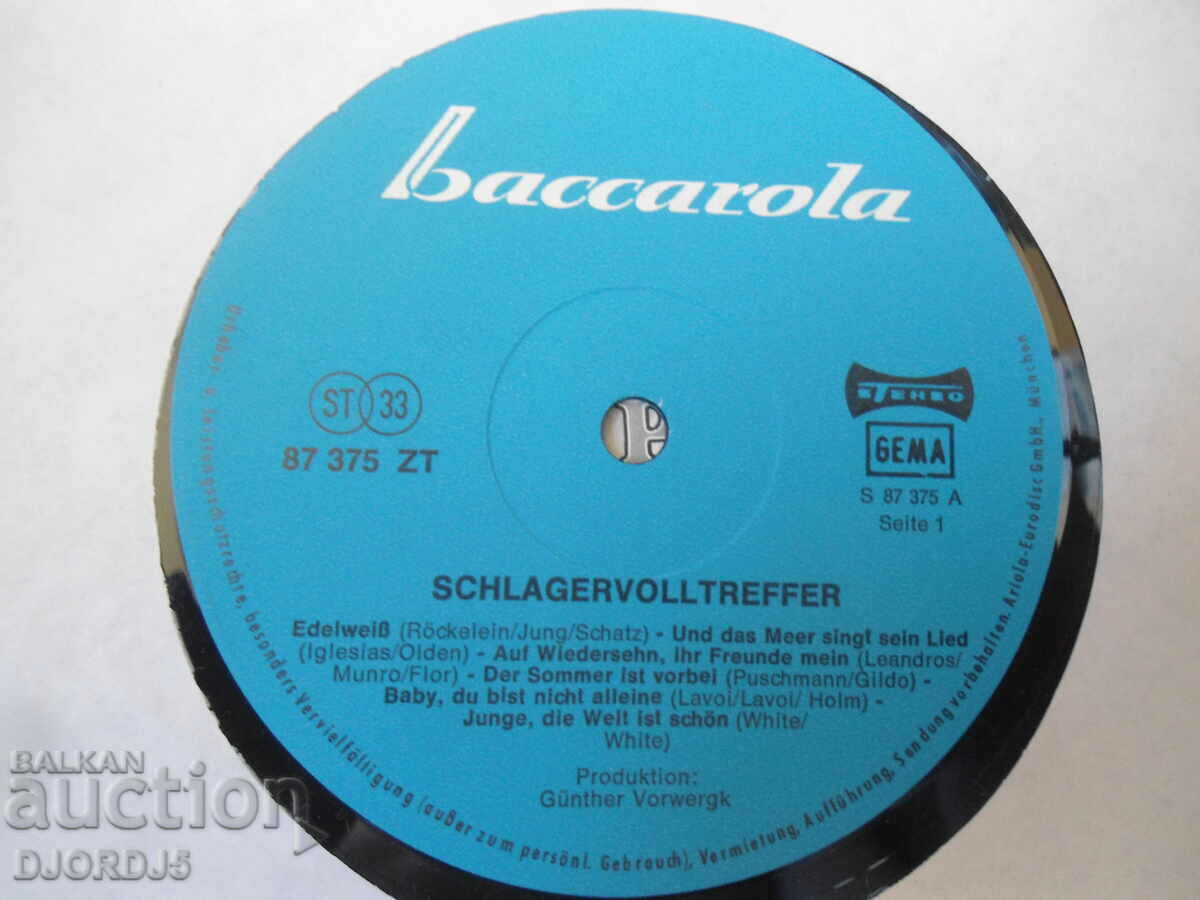 baccarola
ST 33
87 375 ZT
STEREO
GEMA
S 87 375 A
Seite 1
SCHLAGERVOLLTREFFER
Edelweiß (Röckelein/Jung/Schatz) - Und das Meer singt sein Lied
(Iglesias/Olden) - Auf Wiedersehn, ihr Freunde mein (Leandros/
Munro/Flor) - Der Sommer ist vorbei (Puschmann/Gildo) -
Baby, du bist nicht alleine (Lavoi/Lavoi/ Holm) -
Junge, die Welt ist schön (White/
White)
Produktion:
Günther Vorwergk
Urheber- u. Leistungsschutzrechte, besonders Vervielfältigung (außer zum persönl. Gebrauch), Vermietung, Aufführung, Sendung vorbehalten. Ariola-Eurodisc GmbH., München
BALKAN
auction
DJORDJ5